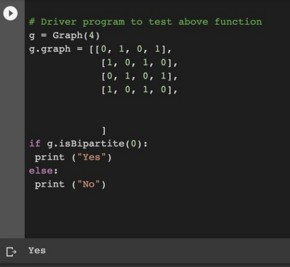 # Driver program to test above function
g = Graph(4)
g.graph = [[0, 1, 0, 1],
[1, 0, 1, 0],
[0, 1, 0, 1],
[1, 0, 1, 0],
]
if g.isBipartite(0):
print ("Yes")
else:
print ("No")
Yes